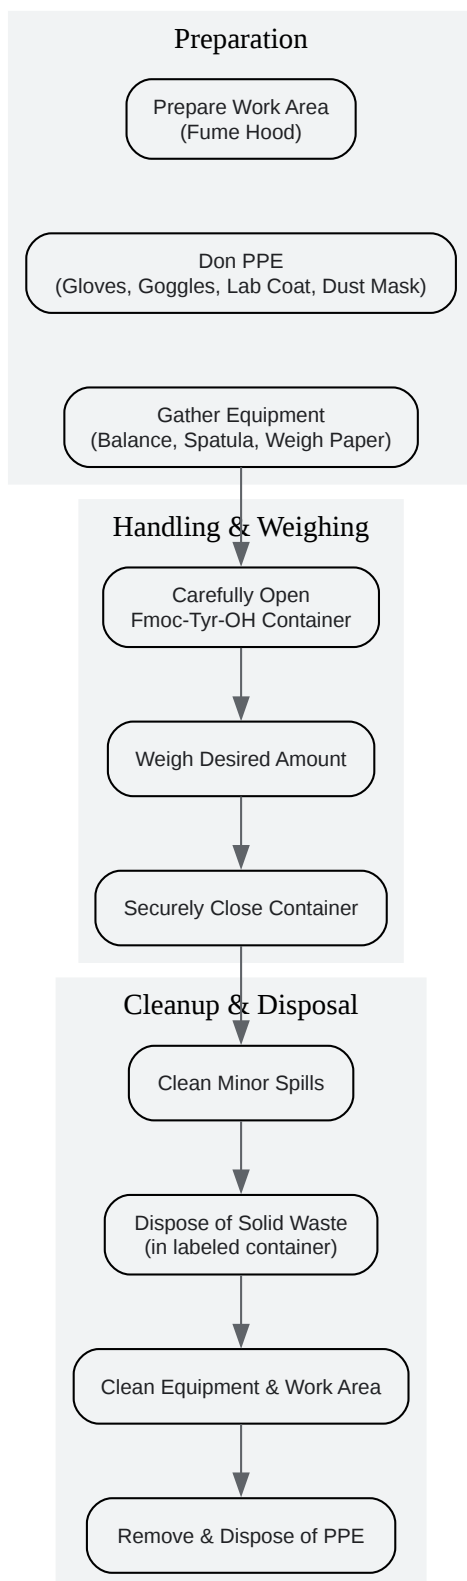 Preparation
Prepare Work Area
(Fume Hood)
Don PPE
(Gloves, Goggles, Lab Coat, Dust Mask)
Gather Equipment
(Balance, Spatula, Weigh Paper)
Handling & Weighing
Carefully Open
Fmoc-Tyr-OH Container
Weigh Desired Amount
Securely Close Container
Cleanup & Disposal
Clean Minor Spills
Dispose of Solid Waste
(in labeled container)
Clean Equipment & Work Area
Remove & Dispose of PPE